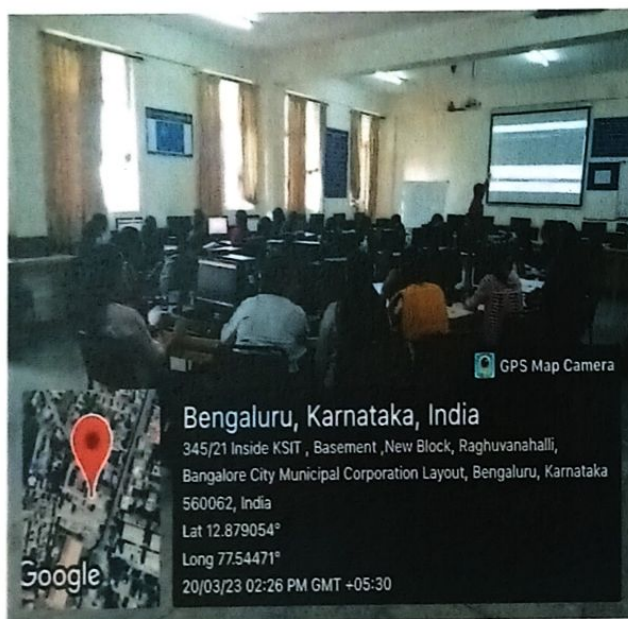 GPS Map Camera
Bengaluru, Karnataka, India
345/21 Inside KSIT , Basement ,New Block, Raghuvanahalli,
Bangalore City Municipal Corporation Layout, Bengaluru, Karnataka
560062, India
Lat 12.879054°
Long 77.54471°
20/03/23 02:26 PM GMT +05:30
Google